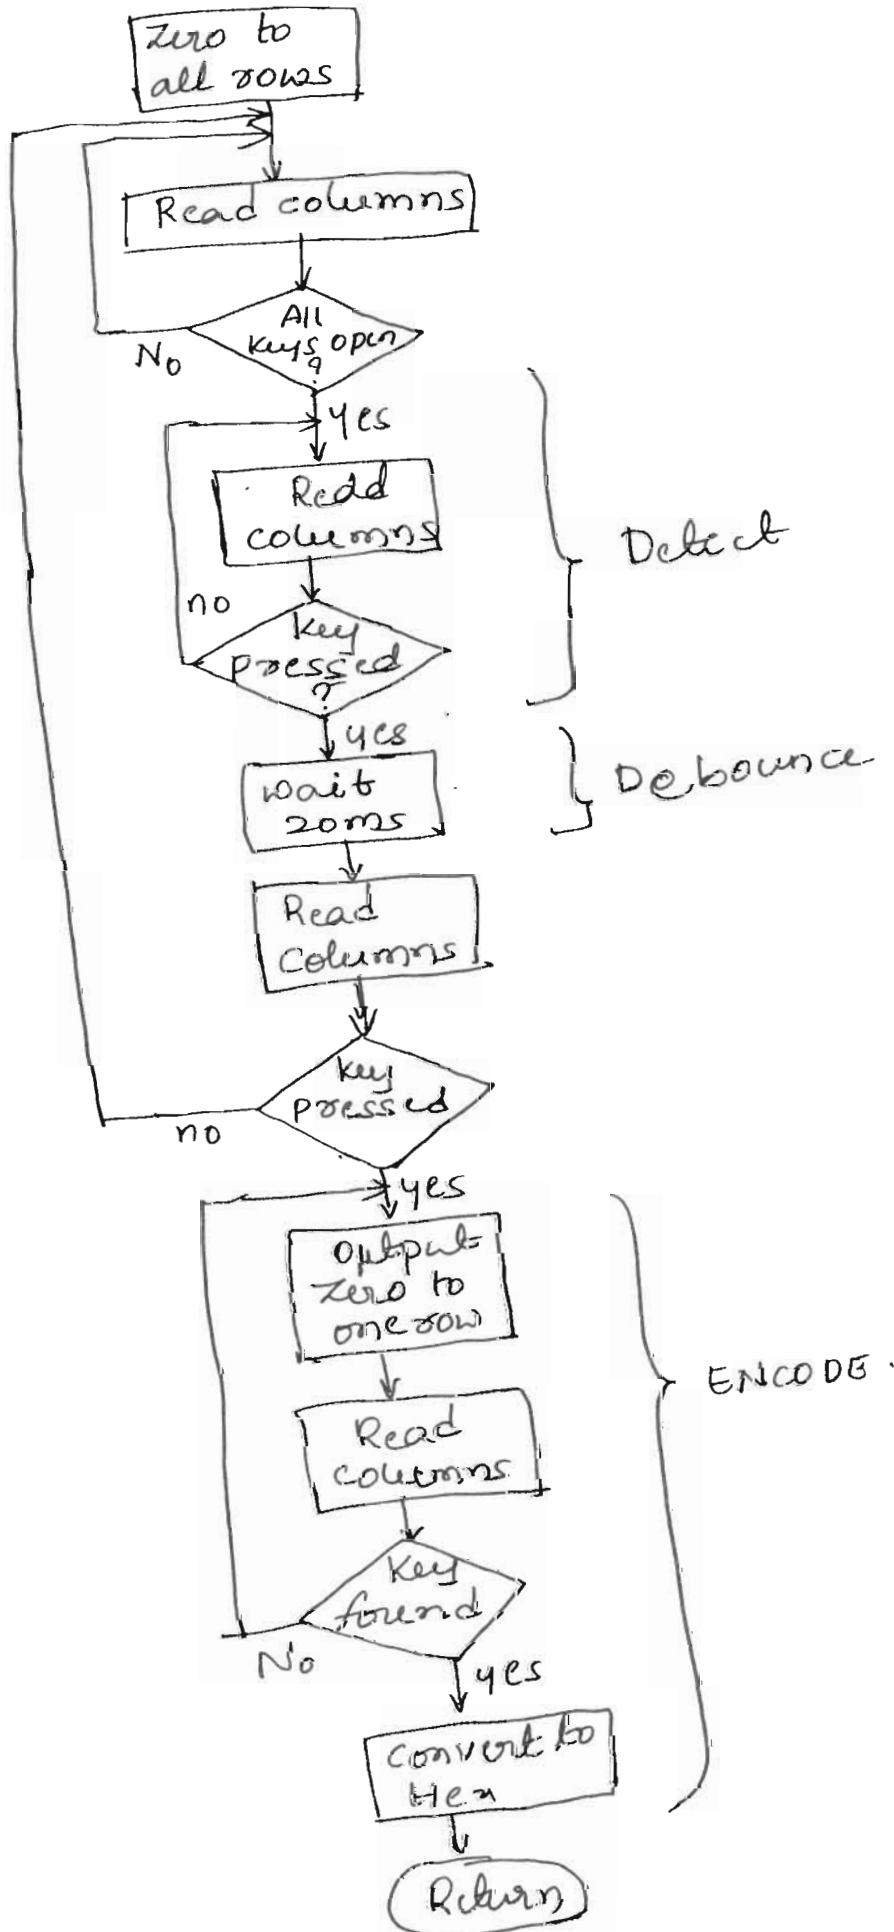 Zero to
all rows
Read columns
All
keys open
?
No
yes
Read
columns
no
Key
pressed
?
Detect
yes
wait
20ms
Debounce
Read
columns
key
pressed
no
yes
Output
zero to
one row
Read
columns
ENCODE.
Key
found
No
yes
convert to
Hex
Return